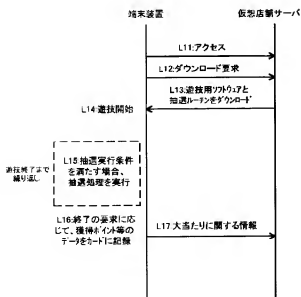 端末装置
仮想店舗サーバ
L11:アクセス
L12:ダウンロード要求
L13:遊技用ソフトウェアと
抽選ルーチンをダウンロード
L14:遊技開始
遊技終了まで
繰り返し
L15:抽選実行条件
を満たす場合、
抽選処理を実行
L16:終了の要求に応
じて、獲得ポイント等の
データをカードに記録
L17:大当たりに関する情報